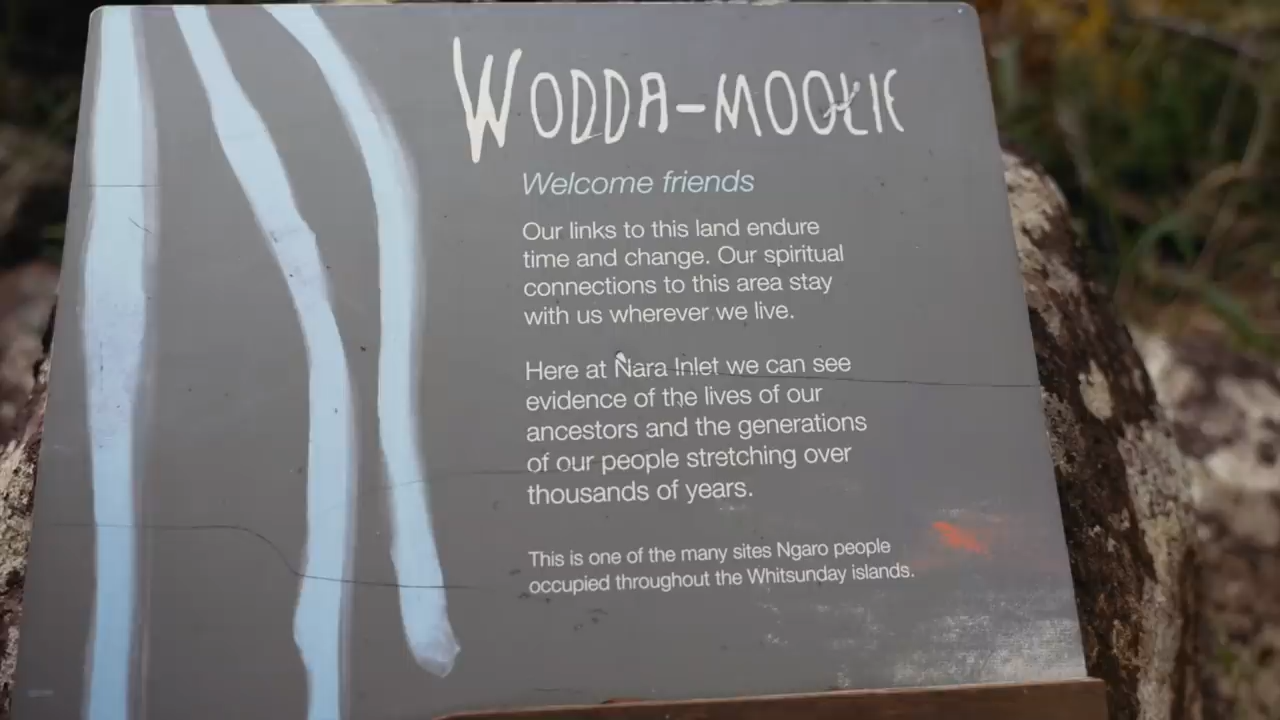 WODDA-MOOLIE
Welcome friends
Our links to this land endure
time and change. Our spiritual
connections to this area stay
with us wherever we live.
Here at Nara Inlet we can see
evidence of the lives of our
ancestors and the generations
of our people stretching over
thousands of years.
This is one of the many sites Ngaro people
occupied throughout the Whitsunday islands.